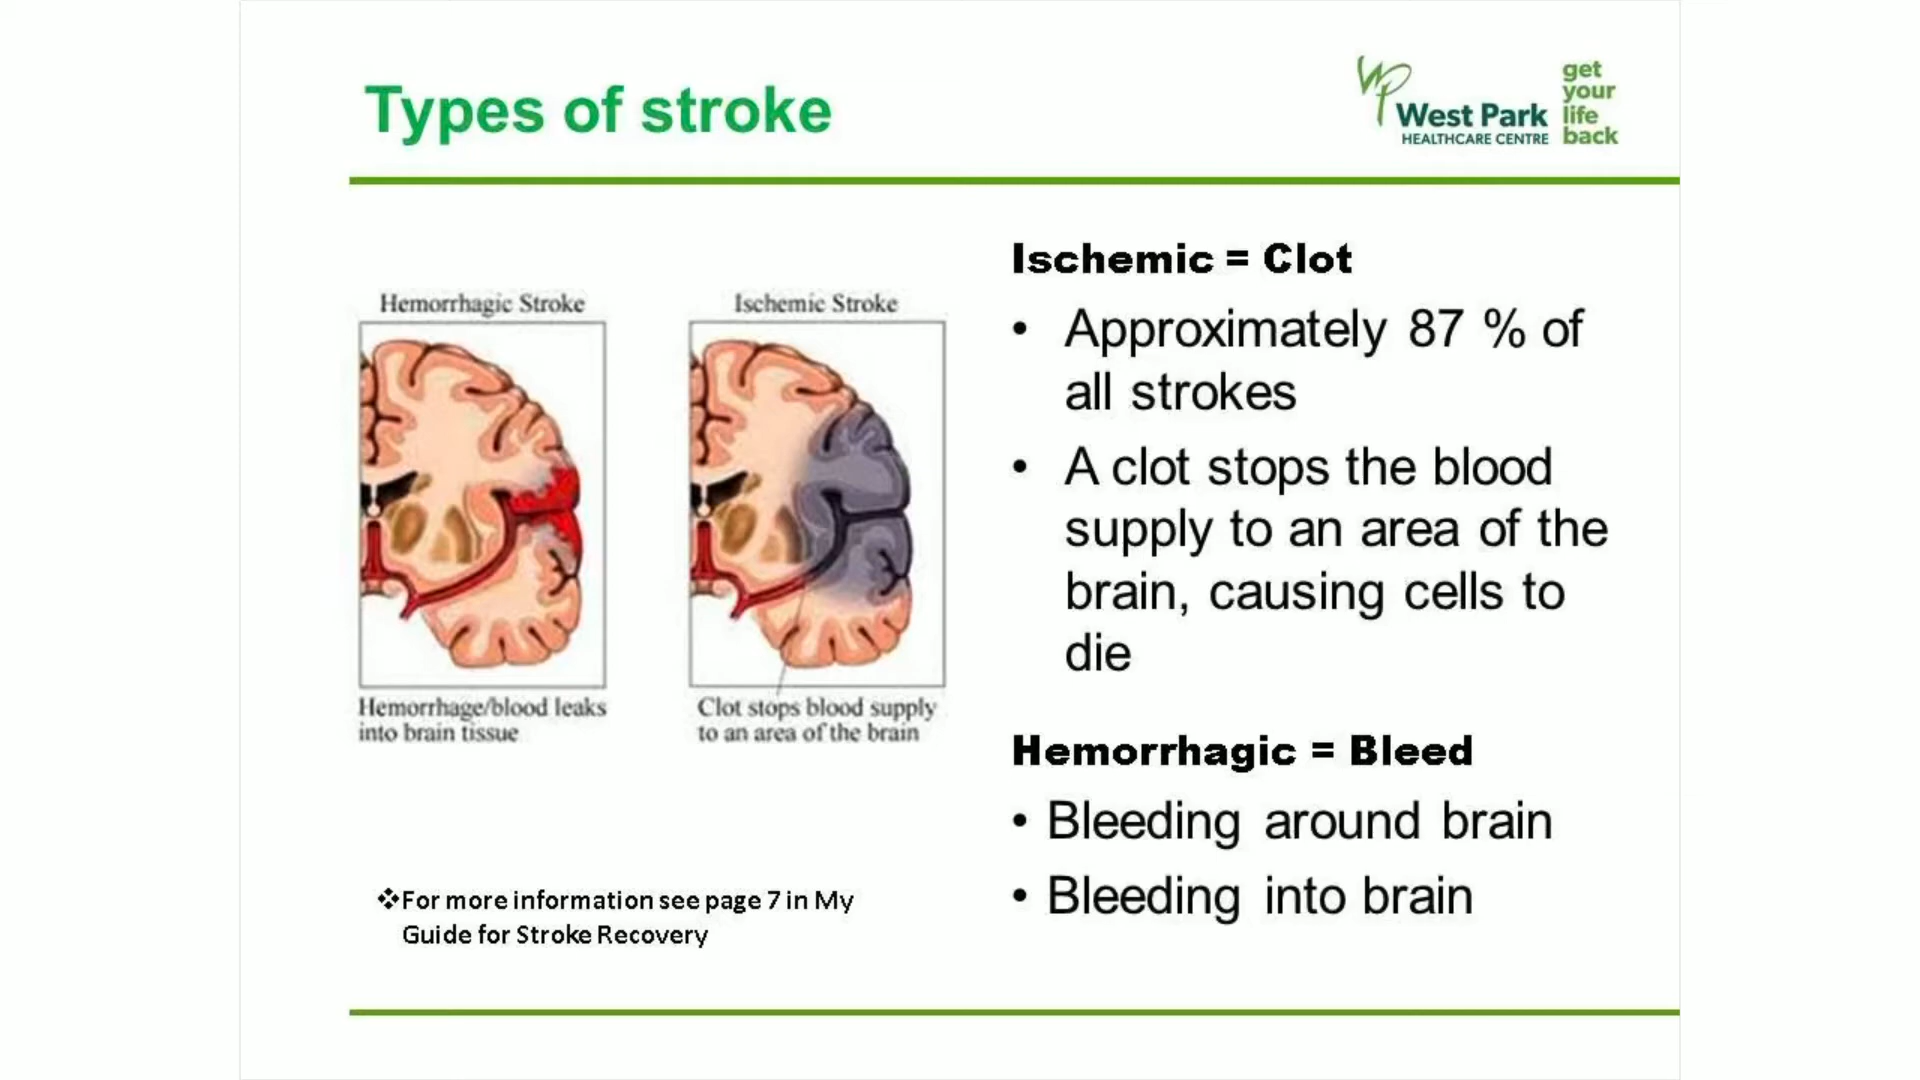 Types of stroke
West Park
HEALTHCARE CENTRE
get
your
life
back
Hemorrhagic Stroke
Hemorrhage/blood leaks
into brain tissue
Ischemic Stroke
Clot stops blood supply
to an area of the brain
❖For more information see page 7 in My
Guide for Stroke Recovery
Ischemic = Clot
• Approximately 87 % of
all strokes
• A clot stops the blood
supply to an area of the
brain, causing cells to
die
Hemorrhagic = Bleed
• Bleeding around brain
• Bleeding into brain